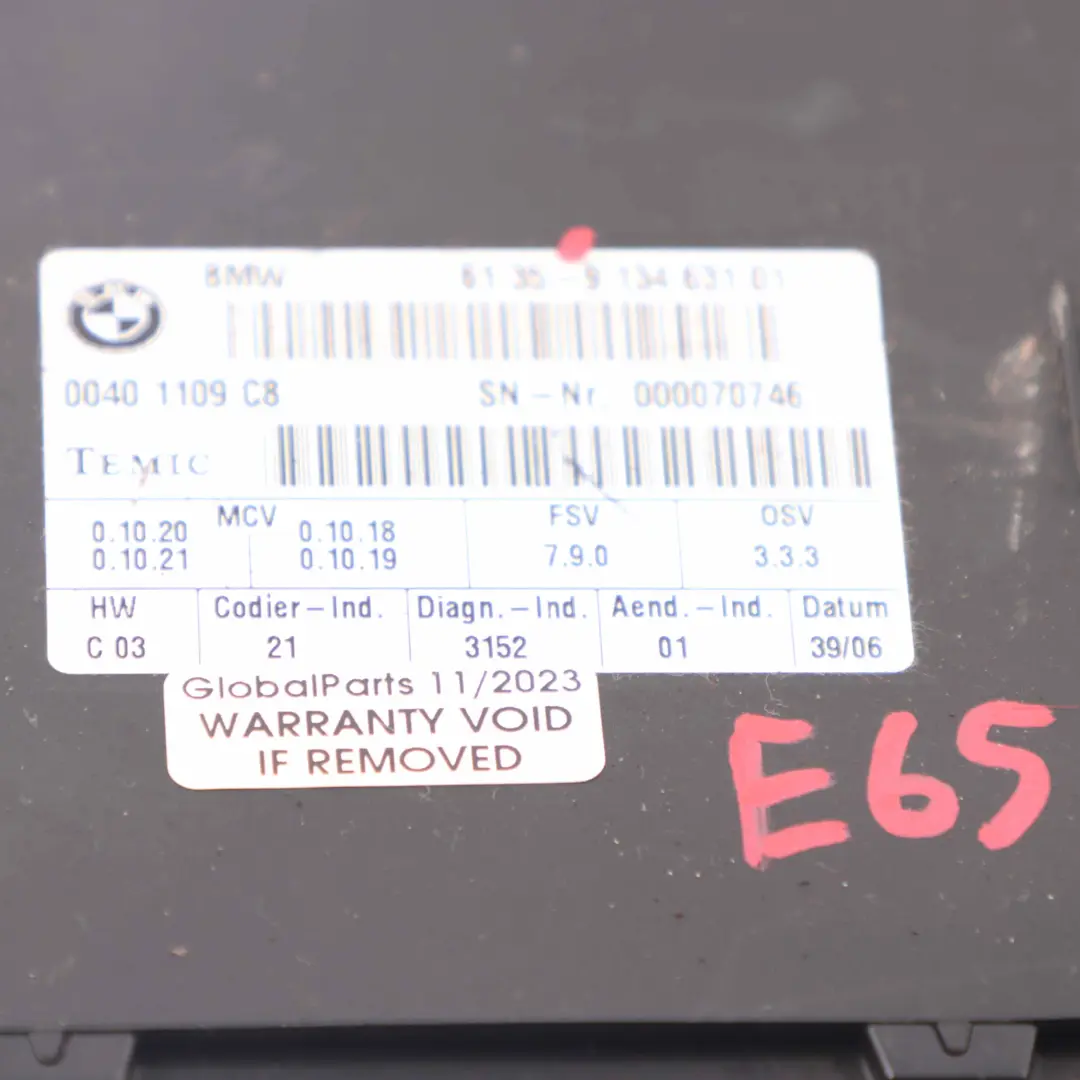 BMW 61 35 - 9 134 631 01
0040 1109 C8 SN - Nr. 000070746
TEMIC
MCV FSV OSV
0.10.20 0.10.18 7.9.0 3.3.3
0.10.21 0.10.19
HW Codier-Ind. Diagn.-Ind. Aend.-Ind. Datum
C 03 21 3152 01 39/06
GlobalParts 11/2023
WARRANTY VOID
IF REMOVED
E65